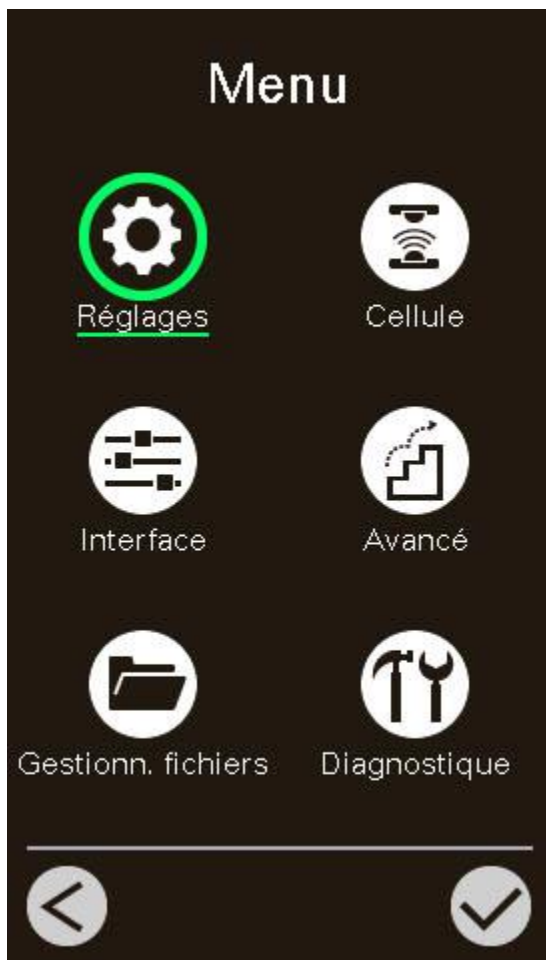 Menu
Réglages
Cellule
Interface
Avancé
Gestionn. fichiers
Diagnostique